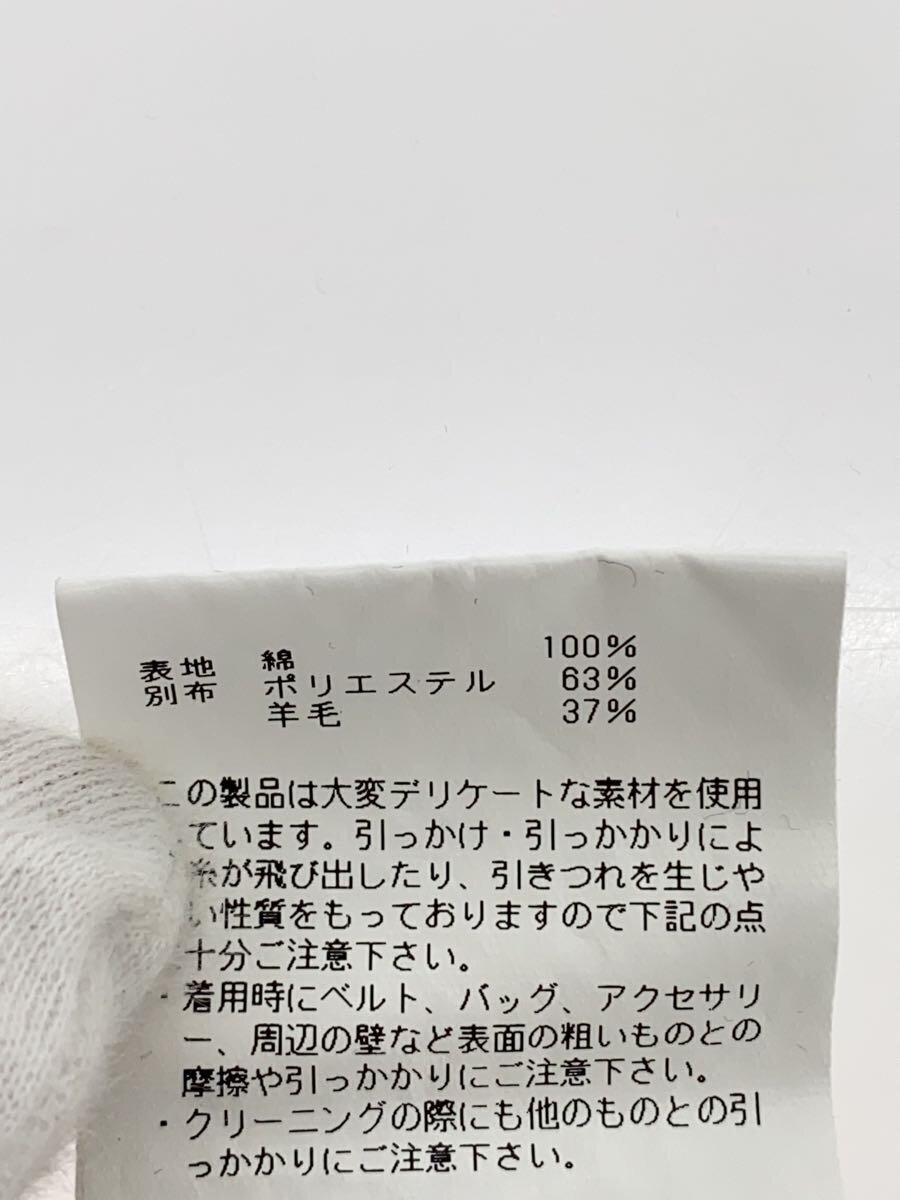 表地 綿 100%
別布 ポリエステル 63%
羊毛 37%
この製品は大変デリケートな素材を使用
ています。引っかけ・引っかかりによ
糸が飛び出したり、引きつれを生じや
い性質をもっておりますので下記の点
十分ご注意下さい。
・着用時にベルト、バッグ、アクセサリ
ー、周辺の壁など表面の粗いものとの
摩擦や引っかかりにご注意下さい。
・クリーニングの際にも他のものとの引
っかかりにご注意下さい。